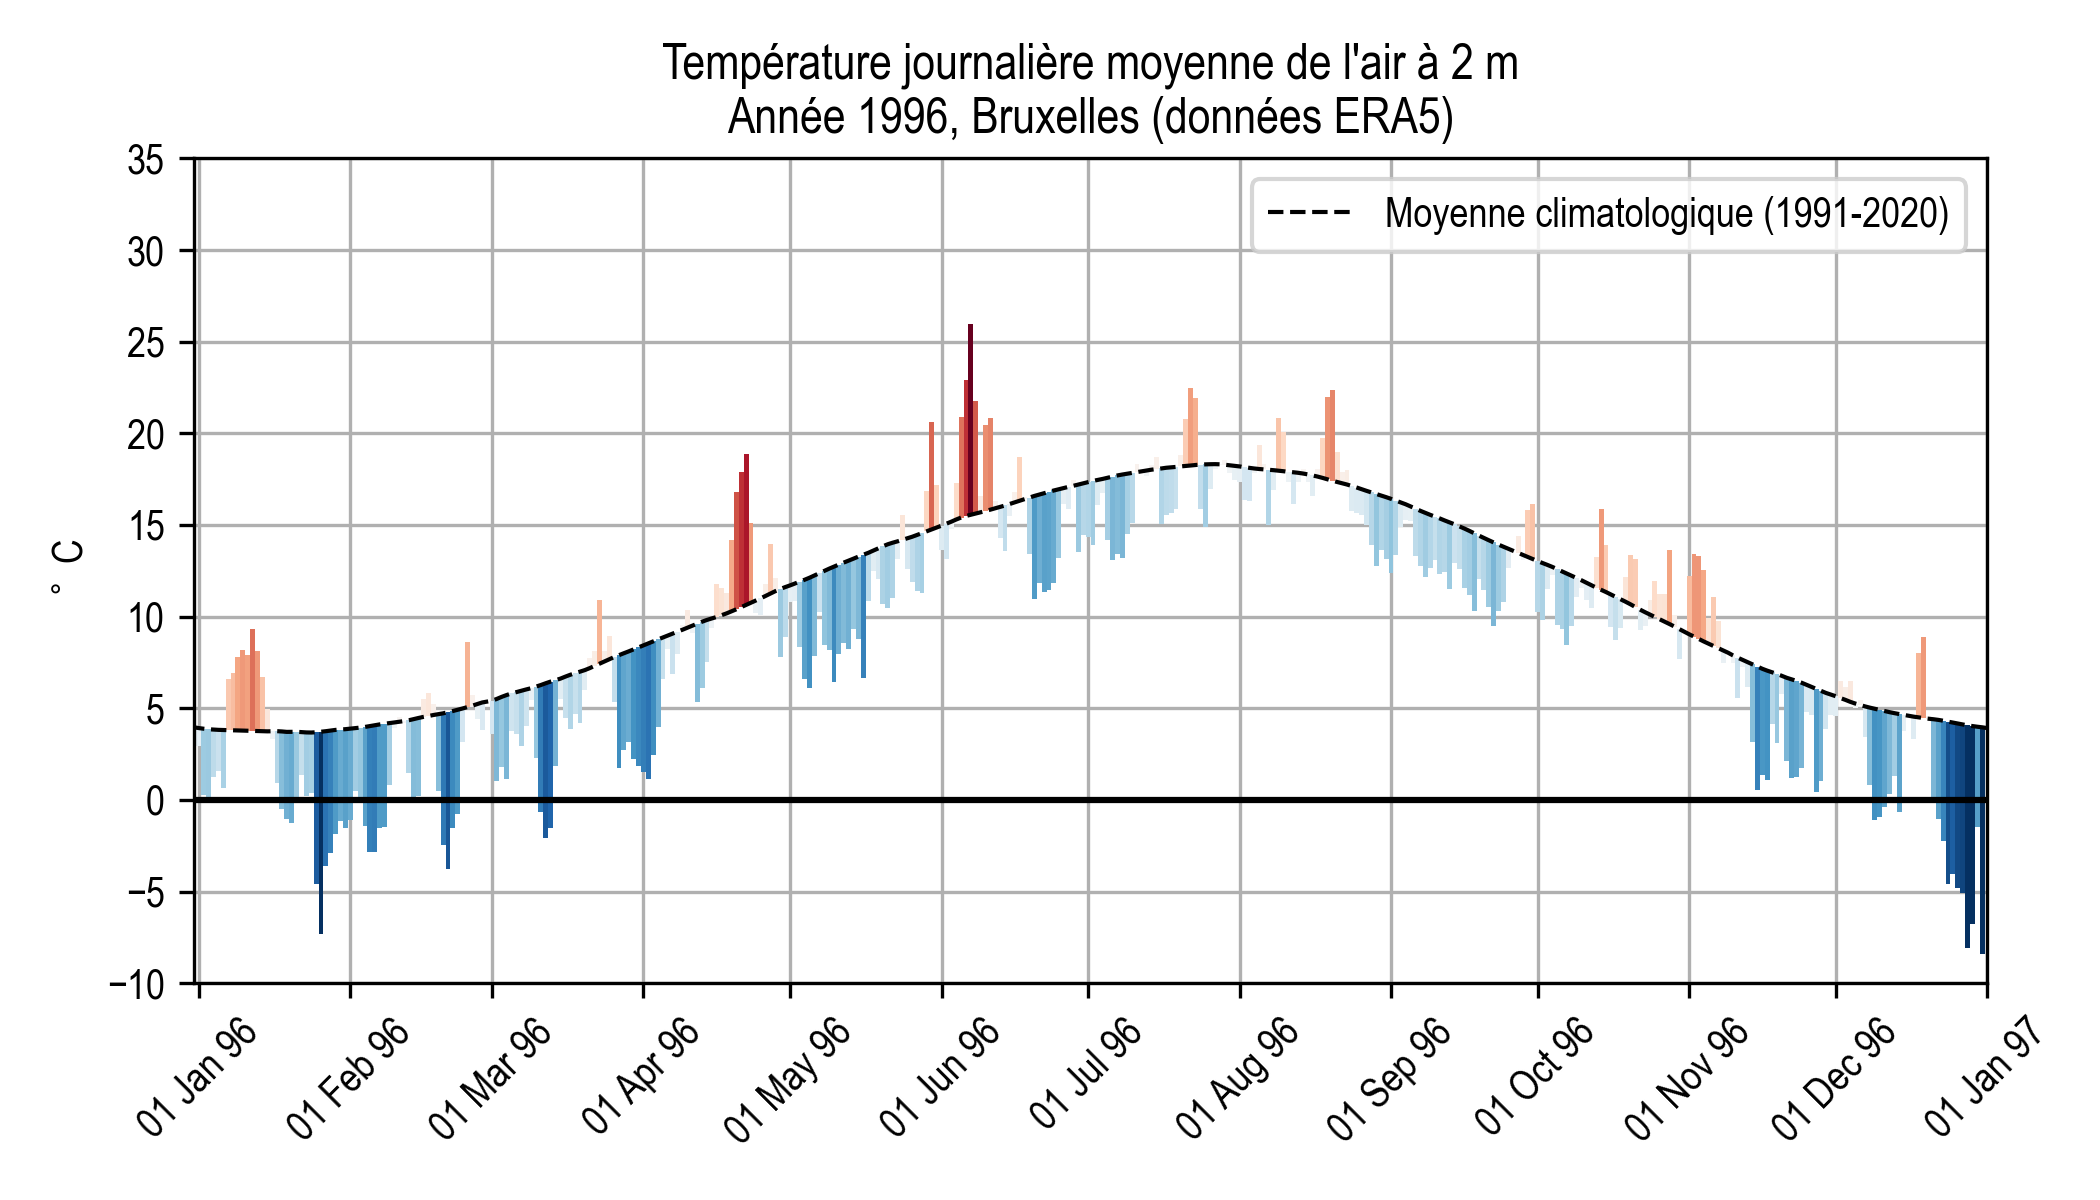 Température journalière moyenne de l'air à 2 m
Année 1996, Bruxelles (données ERA5)
Moyenne climatologique (1991-2020)
° C
35
30
25
20
15
10
5
0
−5
−10
01 Jan 96
01 Feb 96
01 Mar 96
01 Apr 96
01 May 96
01 Jun 96
01 Jul 96
01 Aug 96
01 Sep 96
01 Oct 96
01 Nov 96
01 Dec 96
01 Jan 97